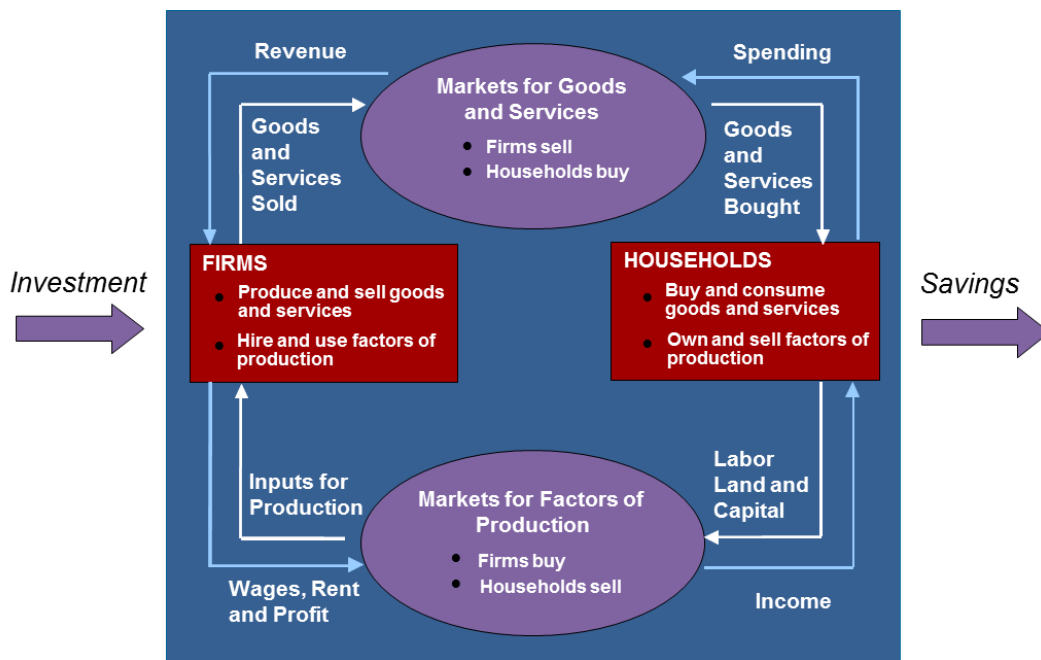 Revenue
Spending
Markets for Goods
and Services
• Firms sell
• Households buy
Goods
and
Services
Sold
Goods
and
Services
Bought
Investment
FIRMS
• Produce and sell goods
and services
• Hire and use factors of
production
HOUSEHOLDS
• Buy and consume
goods and services
• Own and sell factors of
production
Savings
Inputs for
Production
Markets for Factors of
Production
• Firms buy
• Households sell
Labor
Land and
Capital
Wages, Rent
and Profit
Income